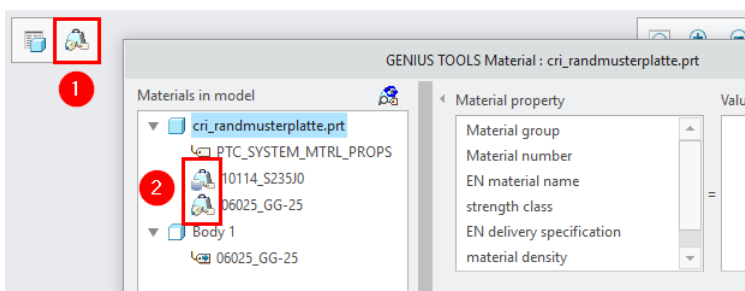 1
GENIUS TOOLS Material : cri_randmusterplatte.prt
Materials in model
cri_randmusterplatte.prt
PTC_SYSTEM_MTRL_PROPS
2
10114_S235J0
06025_GG-25
Body 1
06025_GG-25
Material property
Material group
Material number
EN material name
strength class
EN delivery specification
material density
=
Valu